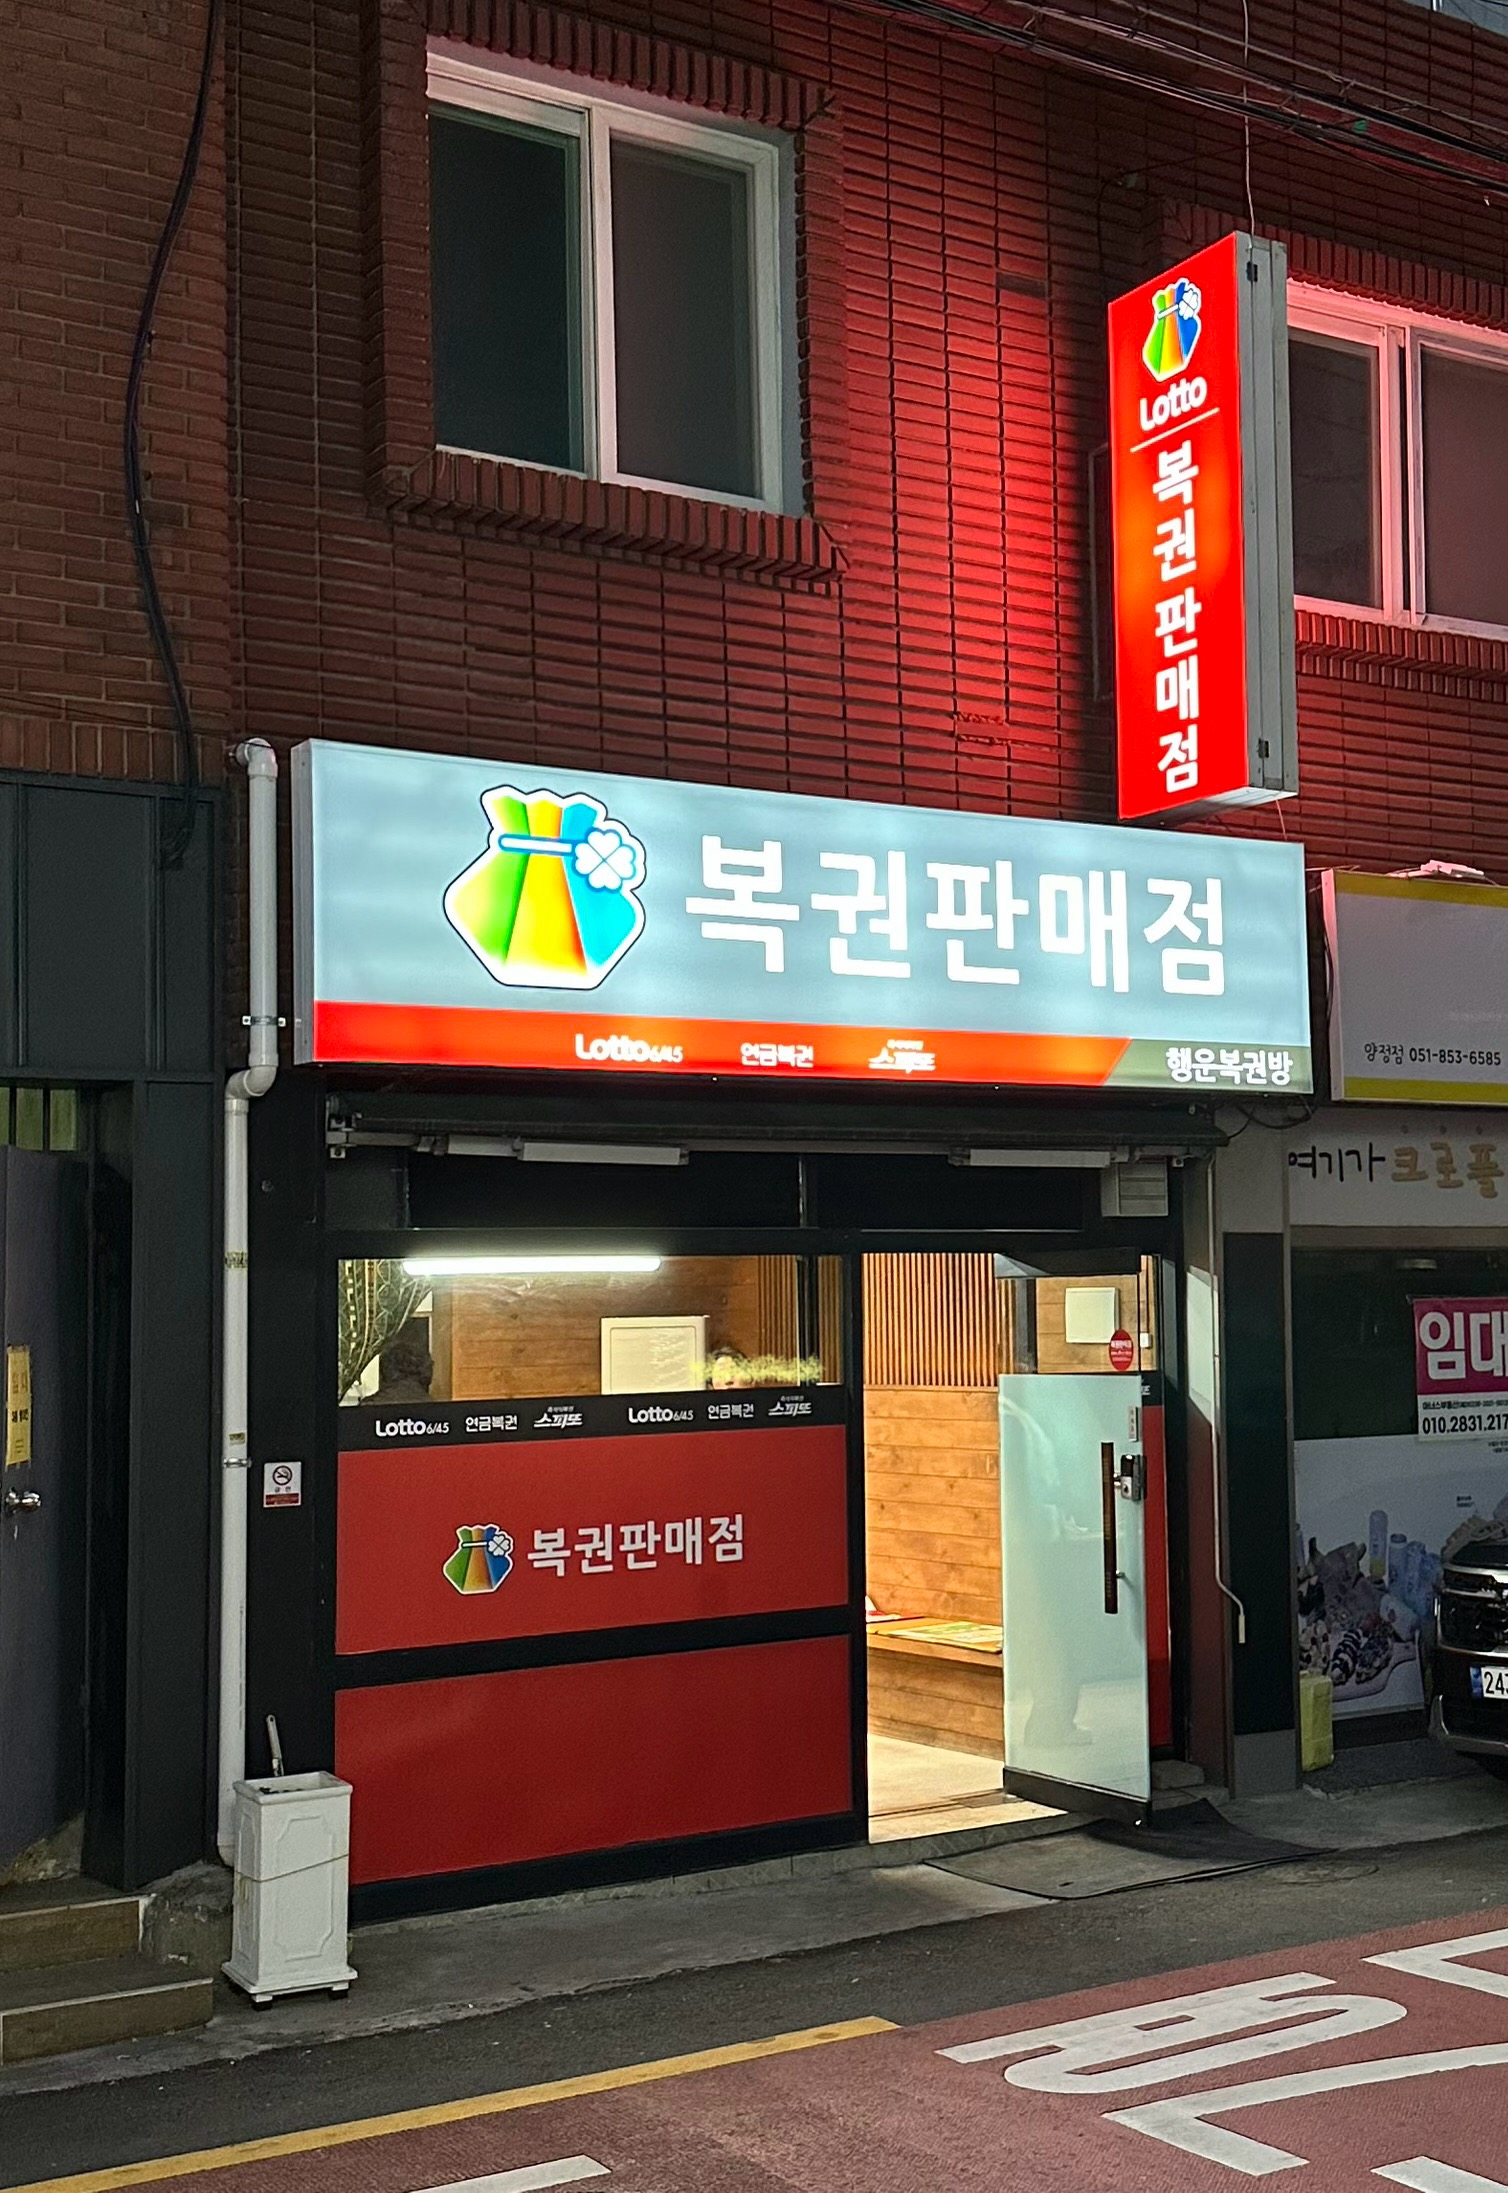 Lotto
복권판매점
복권판매점
Lotto 6/45 연금복권 스피또 행운복권방
양정점 051-853-6585
여기가 크로플
임대
010.2831.217
Lotto 6/45 연금복권 스피또 Lotto 6/45 연금복권 스피또
금연
복권판매점
24